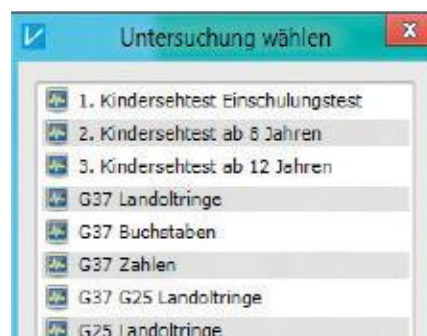 Untersuchung wählen
1. Kindersehtest Einschulungstest
2. Kindersehtest ab 6 Jahren
3. Kindersehtest ab 12 Jahren
G37 Landoltringe
G37 Buchstaben
G37 Zahlen
G37 G25 Landoltringe
G25 Landoltringe